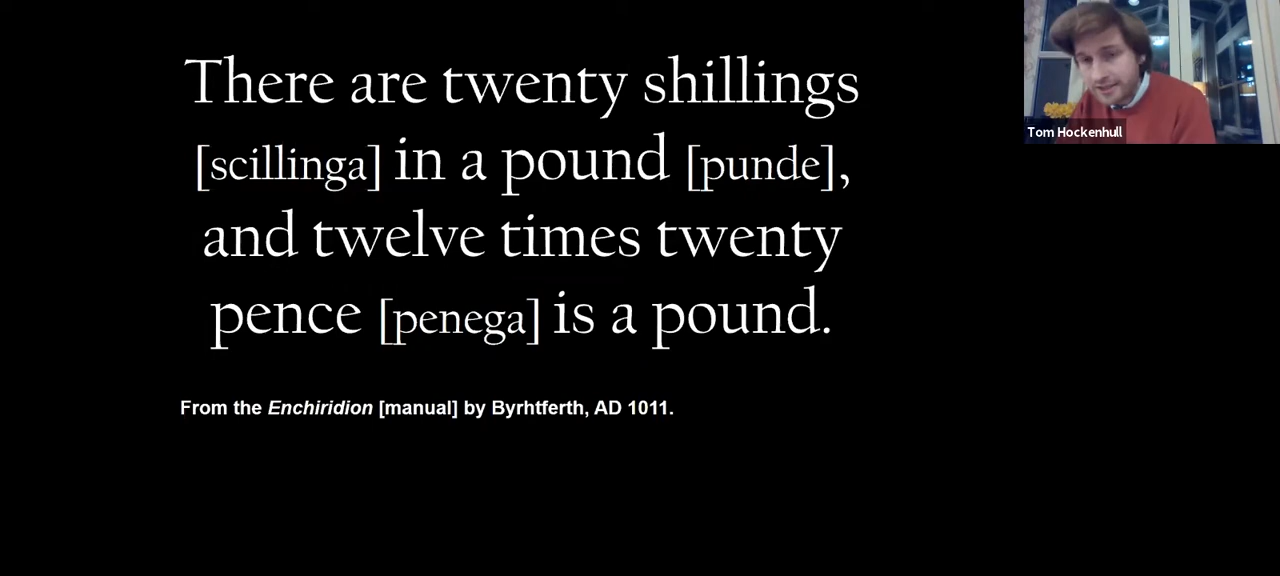 There are twenty shillings
[scillinga] in a pound [punde],
and twelve times twenty
pence [penega] is a pound.
From the Enchiridion [manual] by Byrhtferth, AD 1011.
Tom Hockenhull